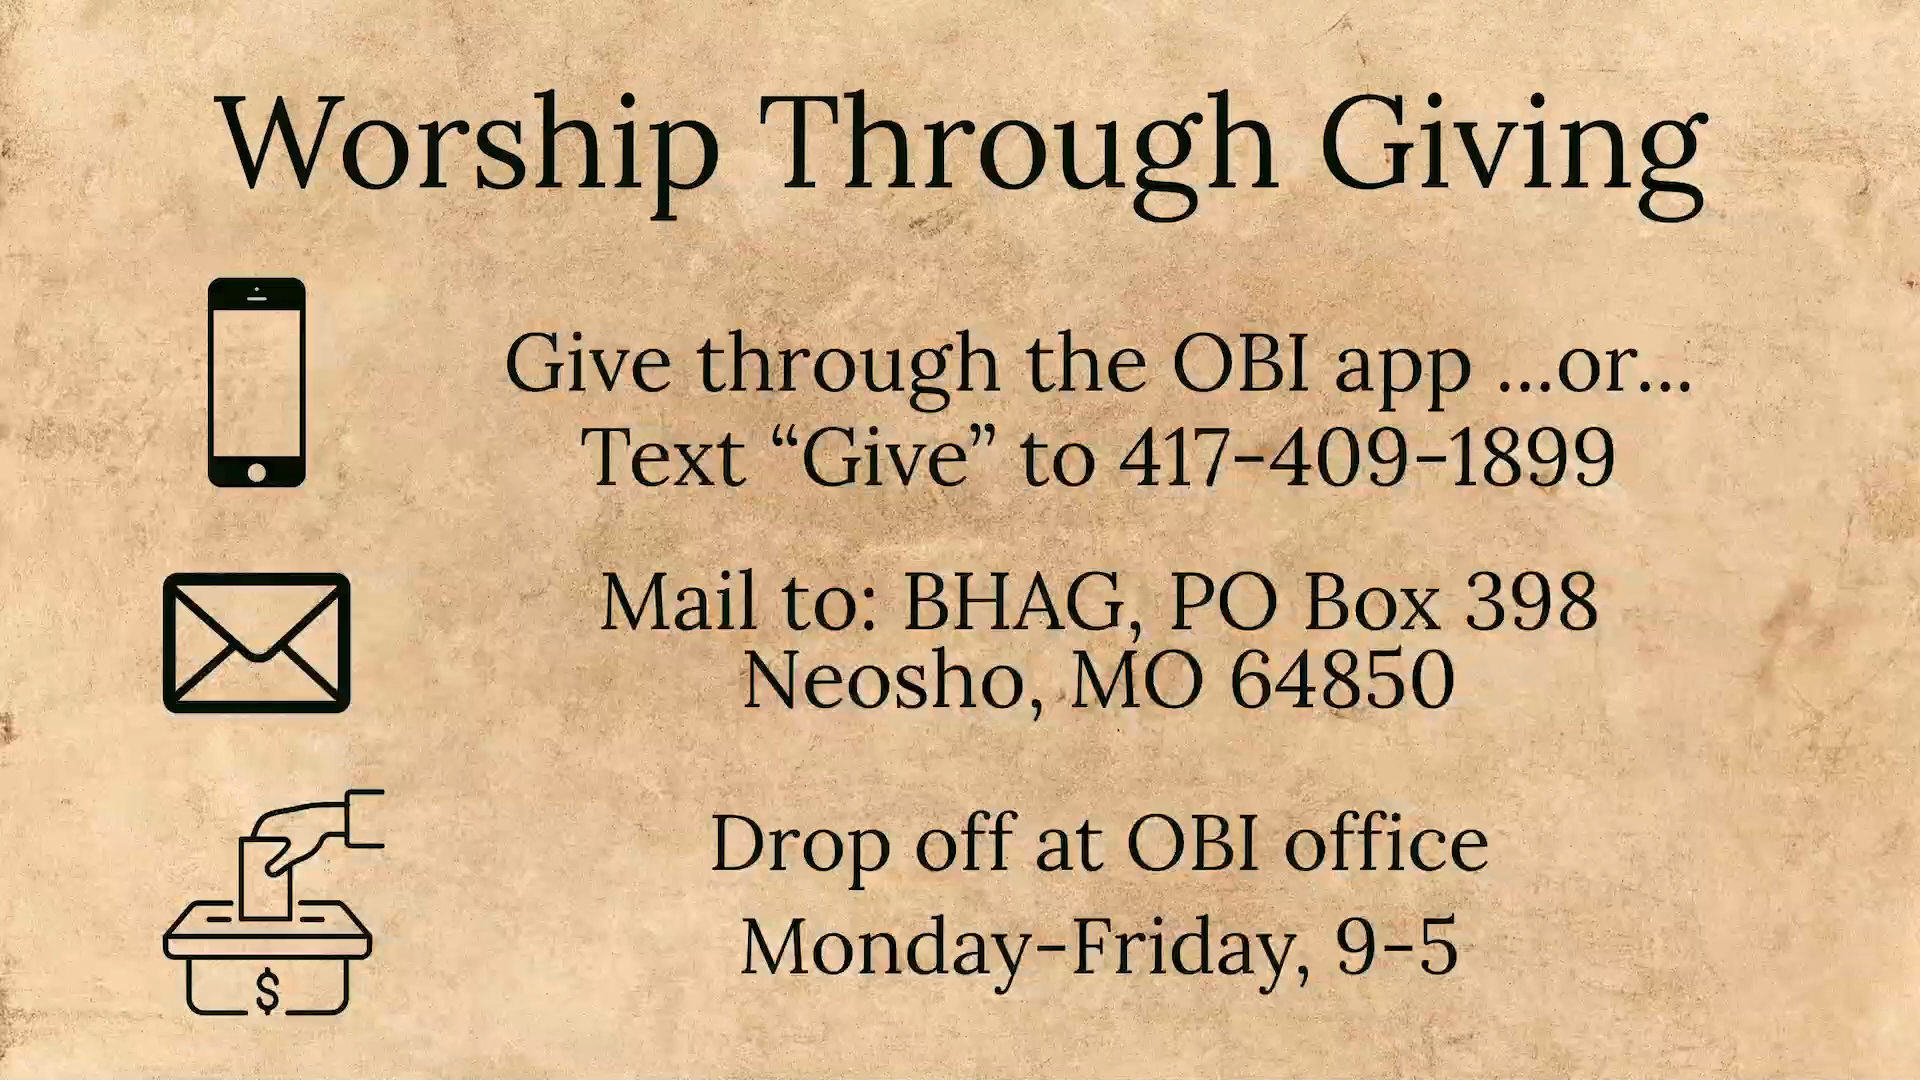 Worship Through Giving
Give through the OBI app ...or...
Text “Give” to 417-409-1899
Mail to: BHAG, PO Box 398
Neosho, MO 64850
Drop off at OBI office
Monday-Friday, 9-5
$